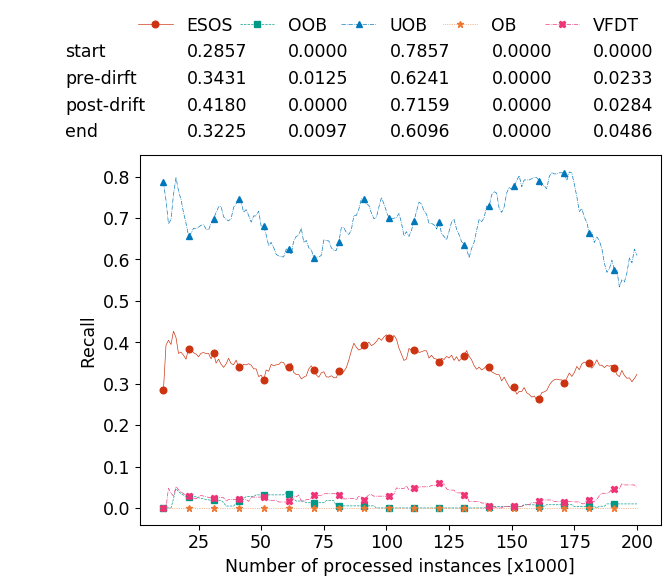 ESOS OOB UOB OB VFDT
start 0.2857 0.0000 0.7857 0.0000 0.0000
pre-dirft 0.3431 0.0125 0.6241 0.0000 0.0233
post-drift 0.4180 0.0000 0.7159 0.0000 0.0284
end 0.3225 0.0097 0.6096 0.0000 0.0486
0.8
0.7
0.6
0.5
0.4
0.3
0.2
0.1
0.0
Recall
25 50 75 100 125 150 175 200
Number of processed instances [x1000]